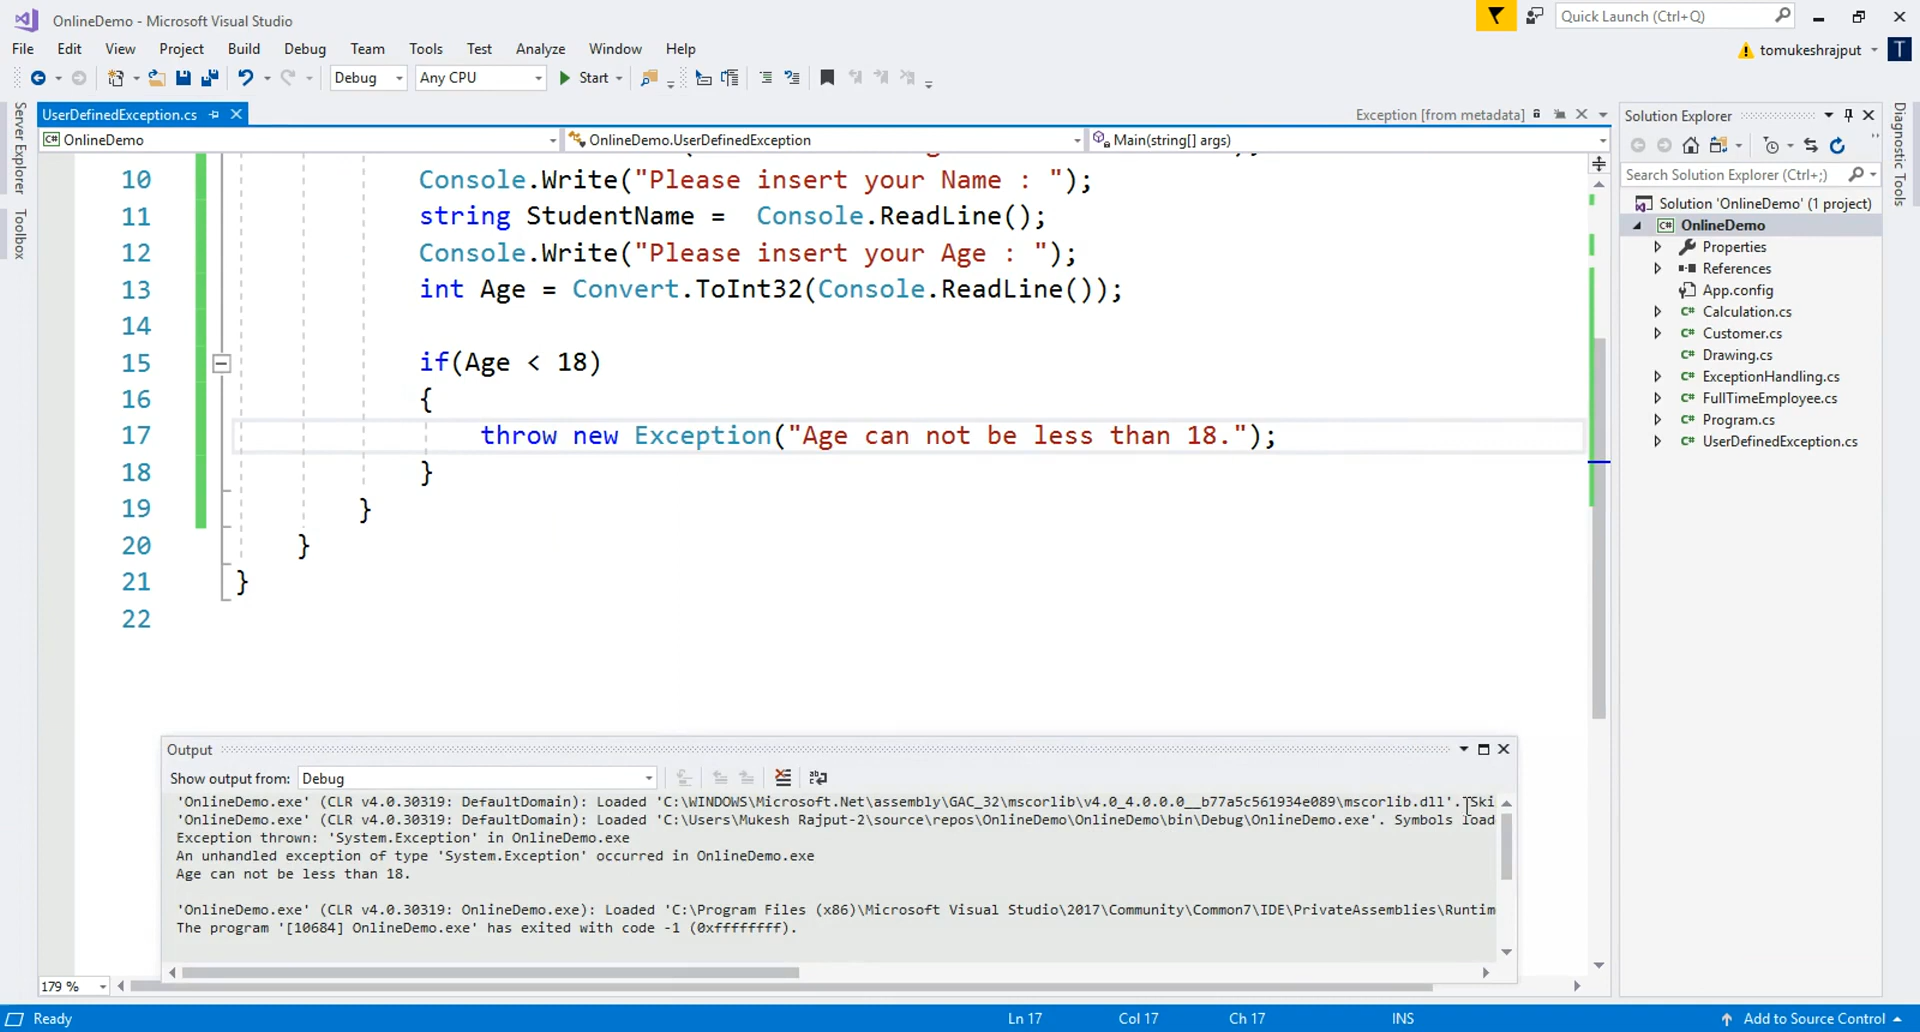 OnlineDemo - Microsoft Visual Studio
Quick Launch (Ctrl+Q)
File Edit View Project Build Debug Team Tools Test Analyze Window Help
tomukeshrajput T
Debug Any CPU Start
Server Explorer
Toolbox
UserDefinedException.cs
Exception [from metadata]
OnlineDemo
OnlineDemo.UserDefinedException
Main(string[] args)
10 Console.Write("Please insert your Name : ");
11 string StudentName =  Console.ReadLine();
12 Console.Write("Please insert your Age : ");
13 int Age = Convert.ToInt32(Console.ReadLine());
14
15 if(Age < 18)
16 {
17 throw new Exception("Age can not be less than 18.");
18 }
19 }
20 }
21 }
22
Output
Show output from: Debug
'OnlineDemo.exe' (CLR v4.0.30319: DefaultDomain): Loaded 'C:\WINDOWS\Microsoft.Net\assembly\GAC_32\mscorlib\v4.0_4.0.0.0__b77a5c561934e089\mscorlib.dll'. Ski
'OnlineDemo.exe' (CLR v4.0.30319: DefaultDomain): Loaded 'C:\Users\Mukesh Rajput-2\source\repos\OnlineDemo\OnlineDemo\bin\Debug\OnlineDemo.exe'. Symbols load
Exception thrown: 'System.Exception' in OnlineDemo.exe
An unhandled exception of type 'System.Exception' occurred in OnlineDemo.exe
Age can not be less than 18.
'OnlineDemo.exe' (CLR v4.0.30319: OnlineDemo.exe): Loaded 'C:\Program Files (x86)\Microsoft Visual Studio\2017\Community\Common7\IDE\PrivateAssemblies\Runtim
The program '[10684] OnlineDemo.exe' has exited with code -1 (0xffffffff).
179 %
Solution Explorer
Search Solution Explorer (Ctrl+;)
Solution 'OnlineDemo' (1 project)
C# OnlineDemo
Properties
References
App.config
C# Calculation.cs
C# Customer.cs
C# Drawing.cs
C# ExceptionHandling.cs
C# FullTimeEmployee.cs
C# Program.cs
C# UserDefinedException.cs
Diagnostic Tools
Ready Ln 17 Col 17 Ch 17 INS Add to Source Control